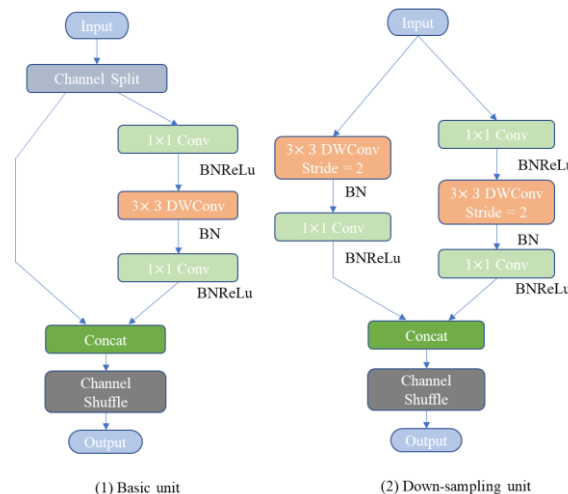 Input
Channel Split
1×1 Conv
BNReLu
3× 3 DWConv
BN
1×1 Conv
BNReLu
Concat
Channel
Shuffle
Output
(1) Basic unit
Input
3× 3 DWConv
Stride = 2
BN
1×1 Conv
BNReLu
1×1 Conv
BNReLu
3× 3 DWConv
Stride = 2
BN
1×1 Conv
BNReLu
Concat
Channel
Shuffle
Output
(2) Down-sampling unit